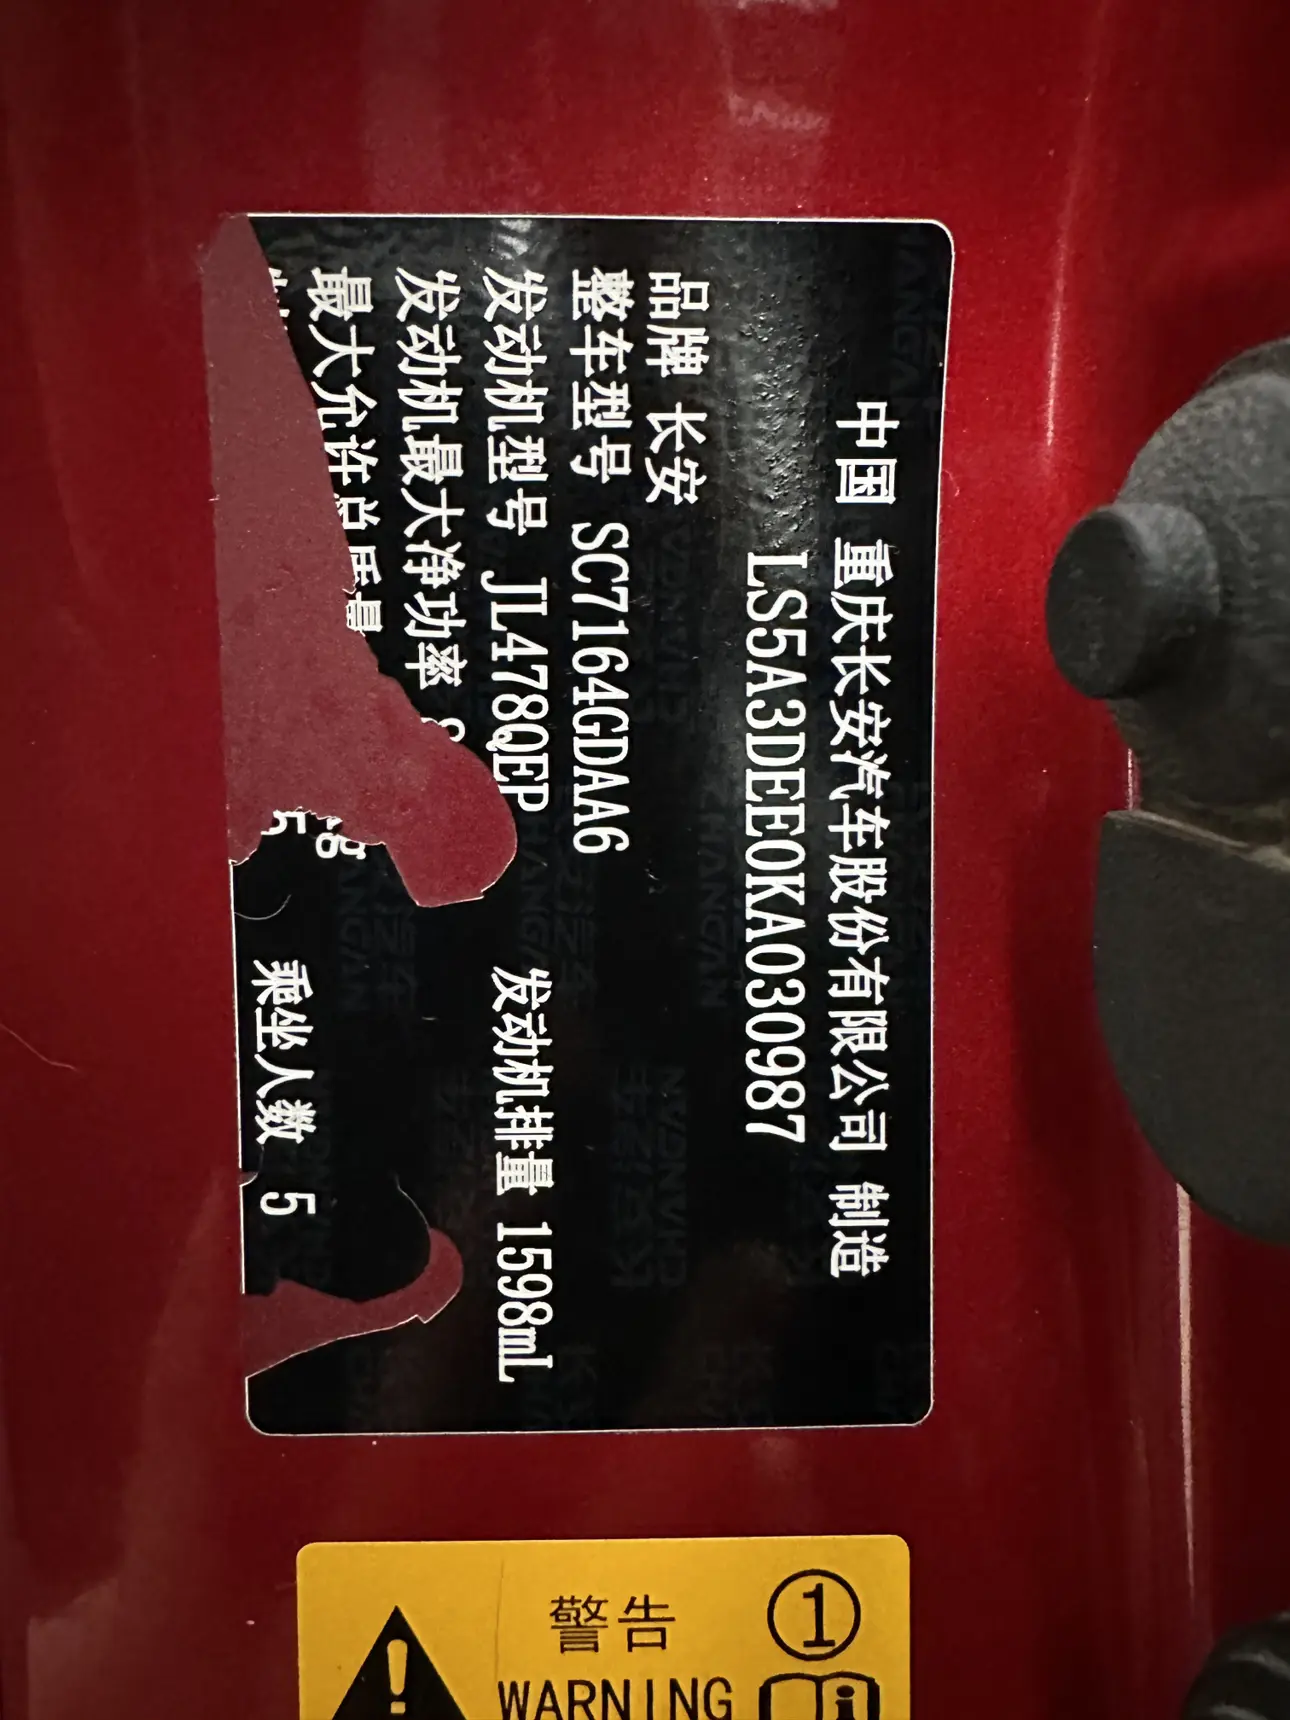 中国 重庆长安汽车股份有限公司 制造
LS5A3DEE0KA030987
品牌 长安
整车型号 SC7164GDAA6
发动机型号 JL478QEP 发动机排量 1598mL
发动机最大净功率
最大允许总质量 kg
乘坐人数 5
警告 ①
WARNING